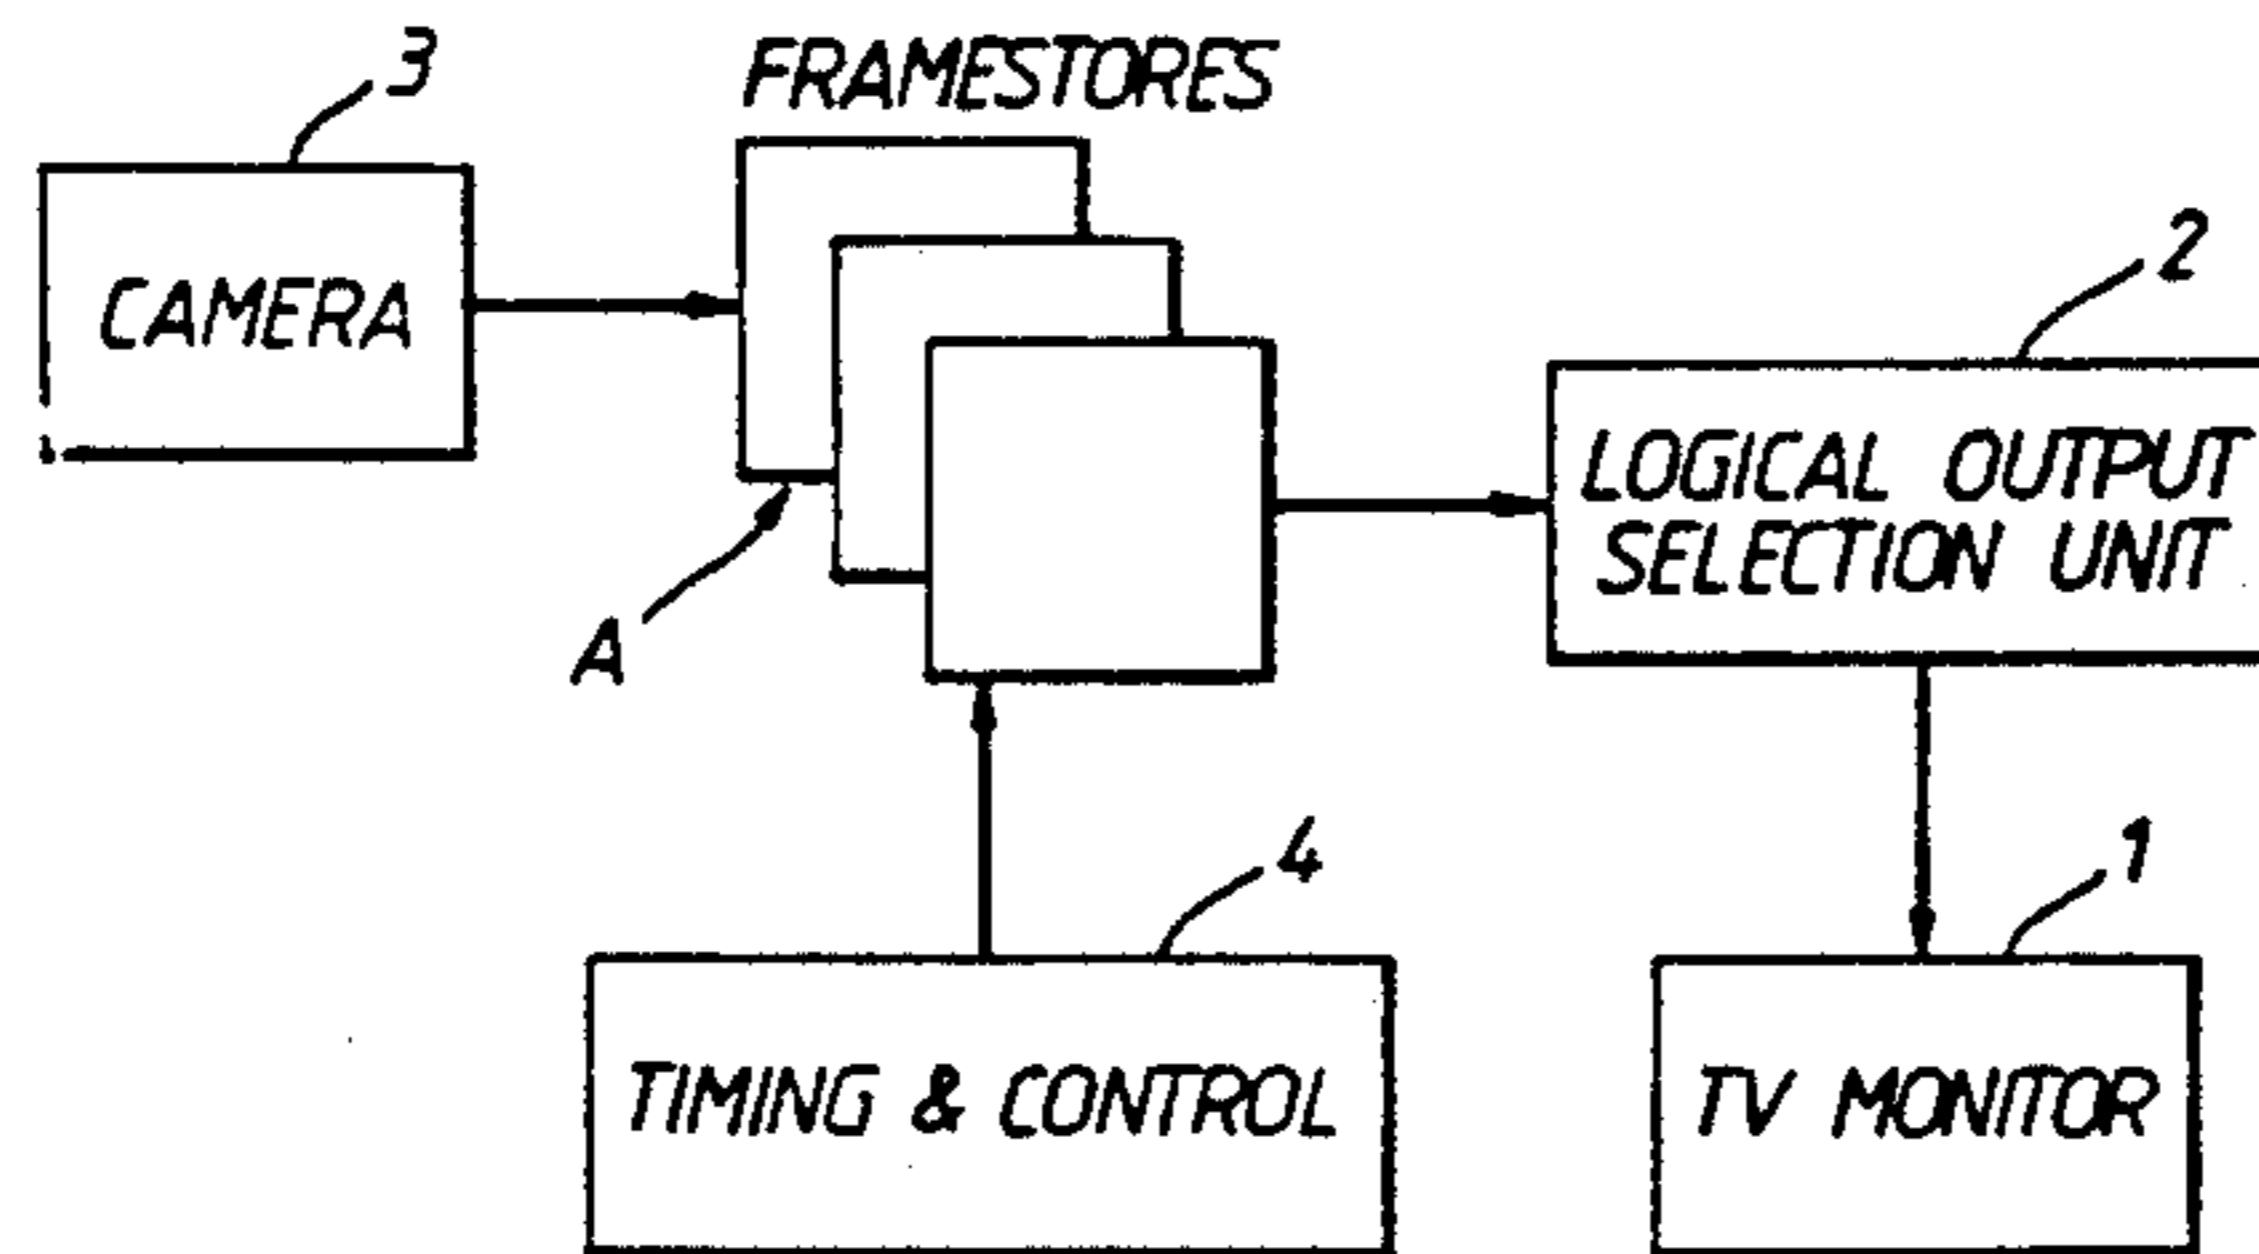 3
FRAMESTORES
CAMERA
2
LOGICAL OUTPUT
SELECTION UNIT
A
4
1
TIMING & CONTROL
TV MONITOR